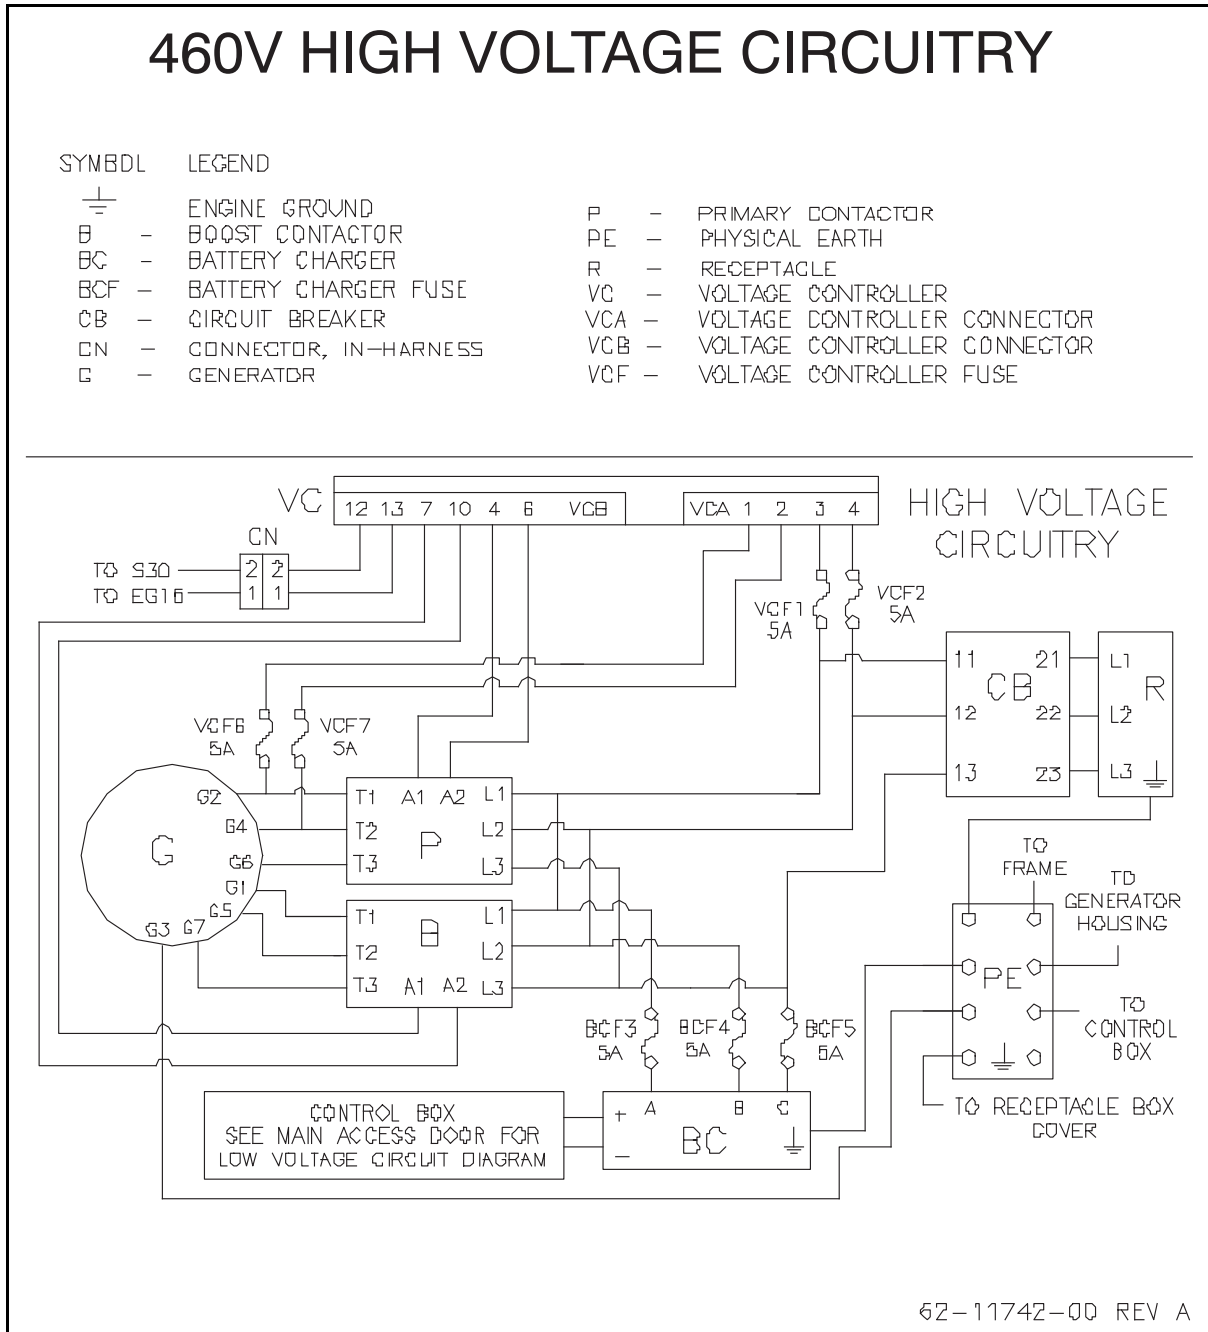 460V HIGH VOLTAGE CIRCUITRY
SYMBOL LEGEND
ENGINE GROUND
B - BOOST CONTACTOR
BC - BATTERY CHARGER
BCF - BATTERY CHARGER FUSE
CB - CIRCUIT BREAKER
CN - CONNECTOR, IN-HARNESS
G - GENERATOR
P - PRIMARY CONTACTOR
PE - PHYSICAL EARTH
R - RECEPTACLE
VC - VOLTAGE CONTROLLER
VCA - VOLTAGE CONTROLLER CONNECTOR
VCB - VOLTAGE CONTROLLER CONNECTOR
VCF - VOLTAGE CONTROLLER FUSE
VC
12 13 7 10 4 6 VCB
VCA 1 2 3 4
HIGH VOLTAGE
CIRCUITRY
CN
TO S30
2 2
TO EG16
1 1
VCF1
5A
VCF2
5A
11 21
CB
12 22
13 23
L1
R
L2
L3
VCF6
5A
VCF7
5A
G
G2
G4
G6
G1
G5
G3 G7
T1 A1 A2 L1
T2 L2
P
T3 L3
T1 L1
B
T2 L2
T3 A1 A2 L3
TO
FRAME
TO
GENERATOR
HOUSING
PE
TO
CONTROL
BOX
TO RECEPTACLE BOX
COVER
BCF3
5A
BCF4
5A
BCF5
5A
CONTROL BOX
SEE MAIN ACCESS DOOR FOR
LOW VOLTAGE CIRCUIT DIAGRAM
+ A B C
BC
-
62-11742-00 REV A